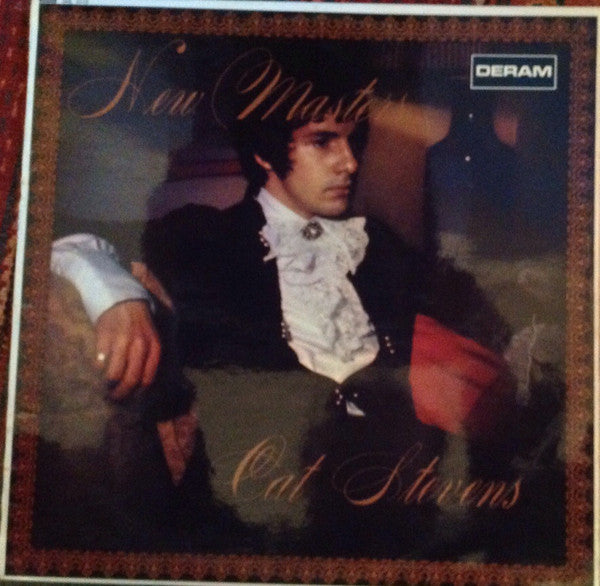 New Masters
DERAM
Cat Stevens